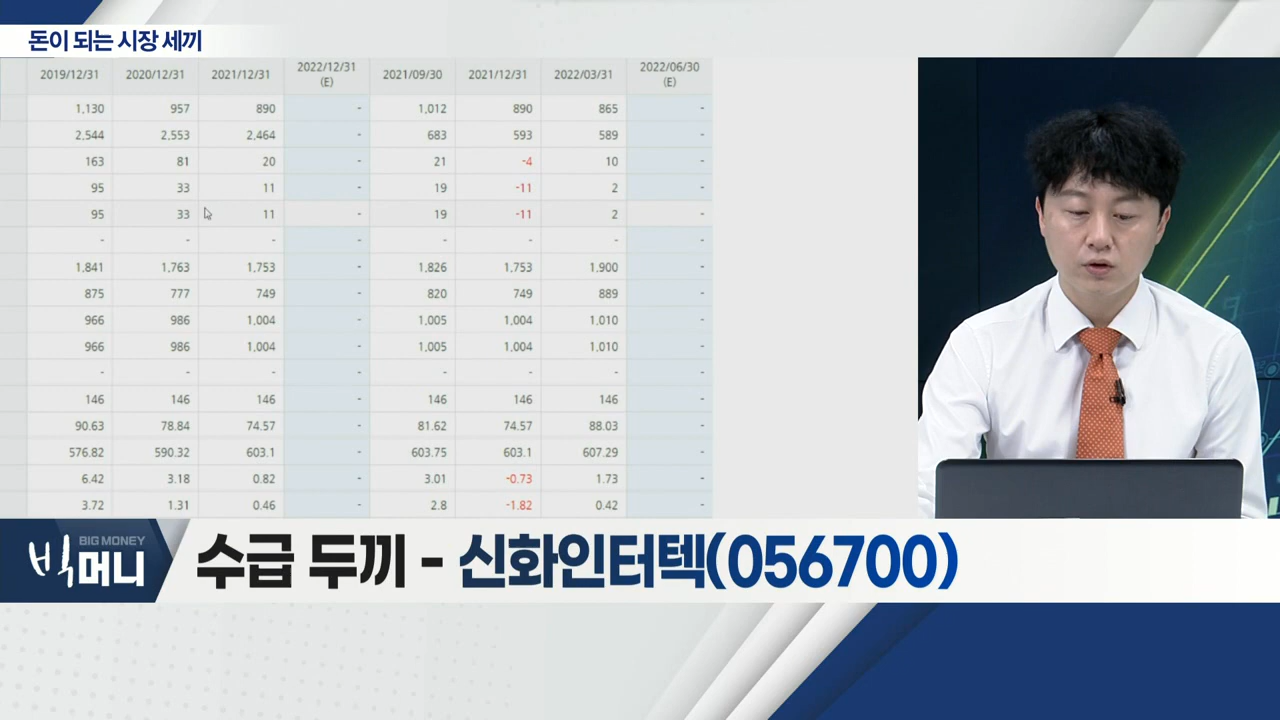 돈이 되는 시장 세끼
2019/12/31 2020/12/31 2021/12/31 2022/12/31 (E) 2021/09/30 2021/12/31 2022/03/31 2022/06/30 (E)
1,130 957 890 - 1,012 890 865 -
2,544 2,553 2,464 - 683 593 589 -
163 81 20 - 21 -4 10 -
95 33 11 - 19 -11 2 -
95 33 11 - 19 -11 2 -
- - - - - - - -
1,841 1,763 1,753 - 1,826 1,753 1,900 -
875 777 749 - 820 749 889 -
966 986 1,004 - 1,005 1,004 1,010 -
966 986 1,004 - 1,005 1,004 1,010 -
- - - - - - - -
146 146 146 - 146 146 146 -
90.63 78.84 74.57 - 81.62 74.57 88.03 -
576.82 590.32 603.1 - 603.75 603.1 607.29 -
6.42 3.18 0.82 - 3.01 -0.73 1.73 -
3.72 1.31 0.46 - 2.8 -1.82 0.42 -
BIG MONEY
빅머니
수급 두끼 - 신화인터텍(056700)